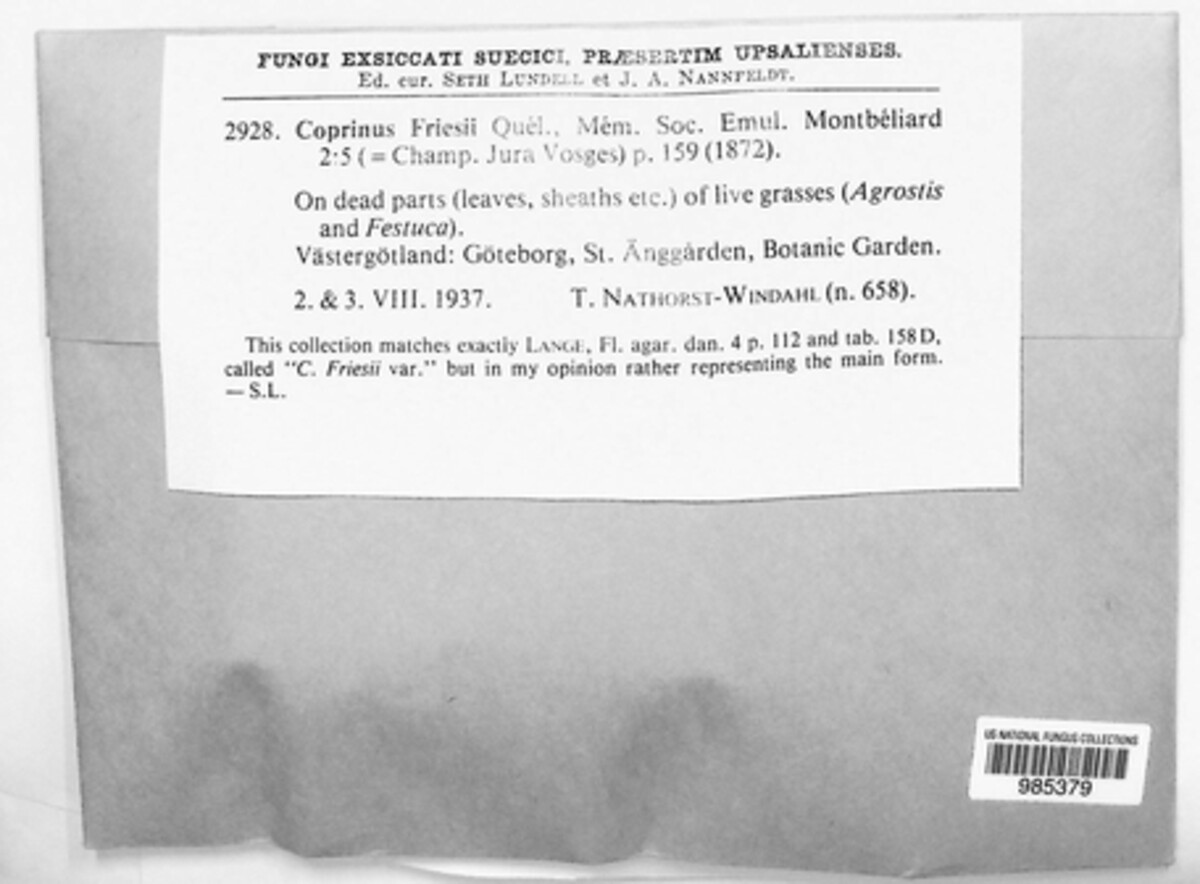 FUNGI EXSICCATI SUECICI, PRÆSERTIM UPSALIENSES.
Ed. cur. SETH LUNDELL et J. A. NANNFELDT.
2928. Coprinus Friesii Quél., Mém. Soc. Emul. Montbéliard
2:5 (= Champ. Jura Vosges) p. 159 (1872).
On dead parts (leaves, sheaths etc.) of live grasses (Agrostis
and Festuca).
Västergötland: Göteborg, St. Änggården, Botanic Garden.
2. & 3. VIII. 1937. T. NATHORST-WINDAHL (n. 658).
This collection matches exactly LANGE, Fl. agar. dan. 4 p. 112 and tab. 158 D,
called "C. Friesii var." but in my opinion rather representing the main form.
— S.L.
US NATIONAL FUNGUS COLLECTIONS
985379